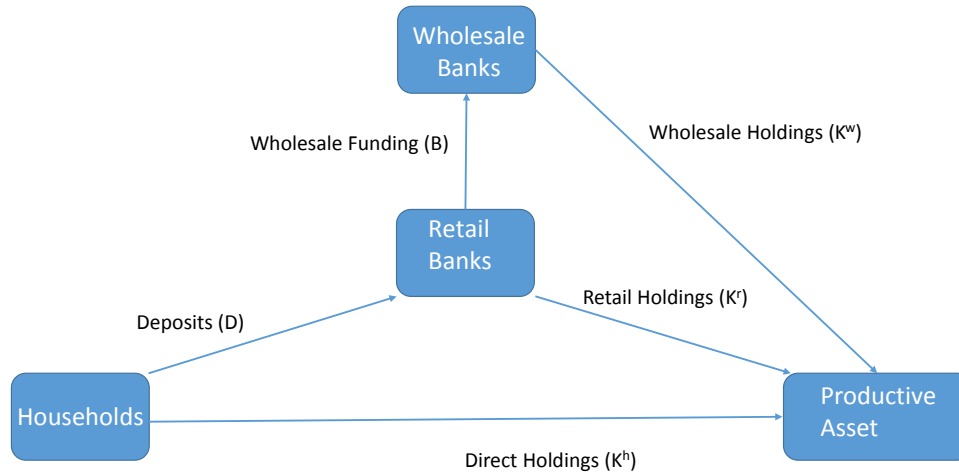 Wholesale
Banks
Wholesale Funding (B)
Wholesale Holdings (Kʷ)
Retail
Banks
Retail Holdings (Kʳ)
Deposits (D)
Households
Productive
Asset
Direct Holdings (Kʰ)